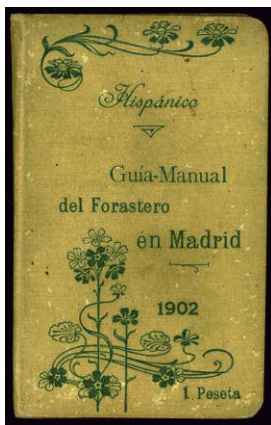 Hispánico
Guía-Manual
del Forastero
en Madrid
1902
1 Peseta